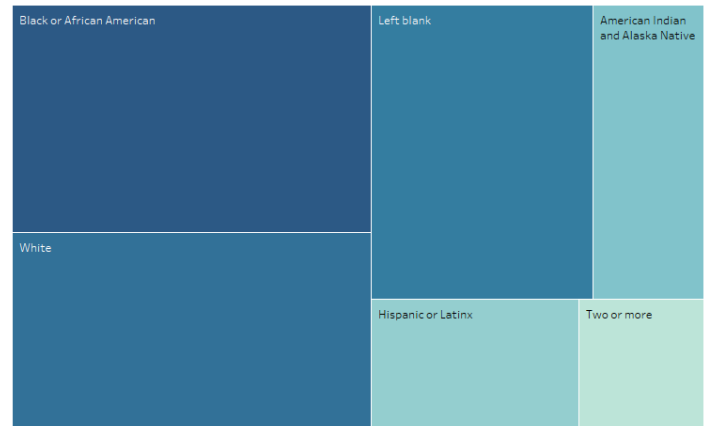 Black or African American
Left blank
American Indian
and Alaska Native
White
Hispanic or Latinx
Two or more